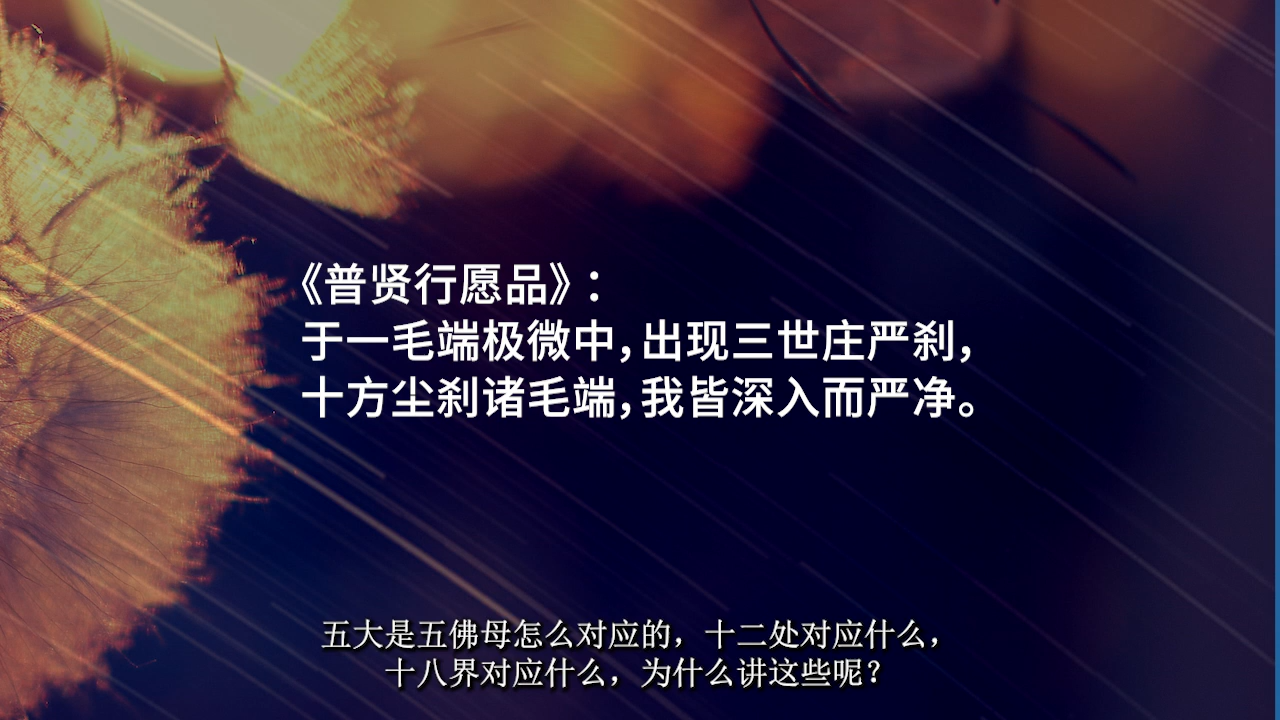 《普贤行愿品》：
于一毛端极微中，出现三世庄严刹，
十方尘刹诸毛端，我皆深入而严净。
五大是五佛母怎么对应的，十二处对应什么，
十八界对应什么，为什么讲这些呢？